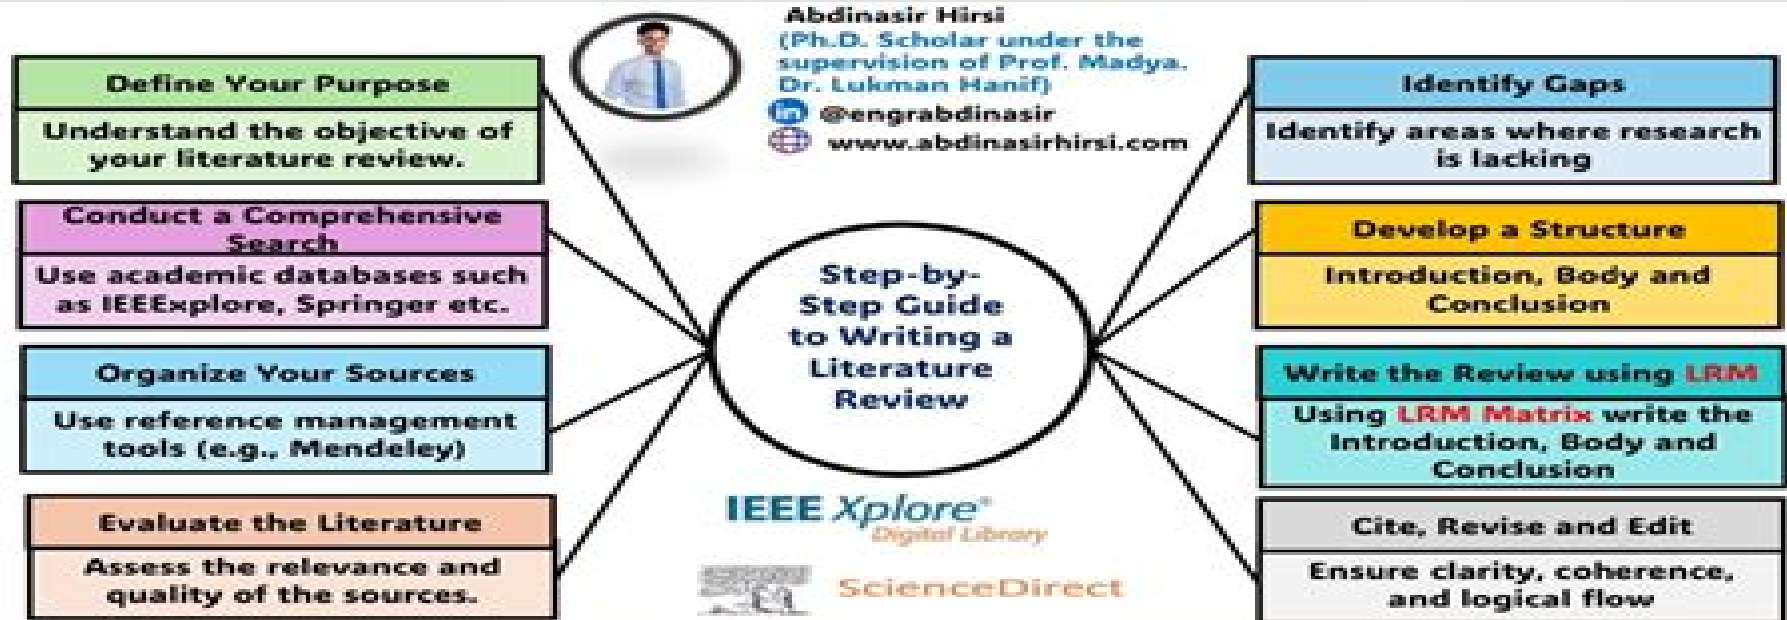 Abdinasir Hirsi
(Ph.D. Scholar under the
supervision of Prof. Madya.
Dr. Lukman Hanif)
in @engrabdinasir
www.abdinasirhirsi.com
Define Your Purpose
Understand the objective of
your literature review.
Conduct a Comprehensive
Search
Use academic databases such
as IEEExplore, Springer etc.
Organize Your Sources
Use reference management
tools (e.g., Mendeley)
Evaluate the Literature
Assess the relevance and
quality of the sources.
Step-by-
Step Guide
to Writing a
Literature
Review
IEEE Xplore®
Digital Library
ScienceDirect
Identify Gaps
Identify areas where research
is lacking
Develop a Structure
Introduction, Body and
Conclusion
Write the Review using LRM
Using LRM Matrix write the
Introduction, Body and
Conclusion
Cite, Revise and Edit
Ensure clarity, coherence,
and logical flow